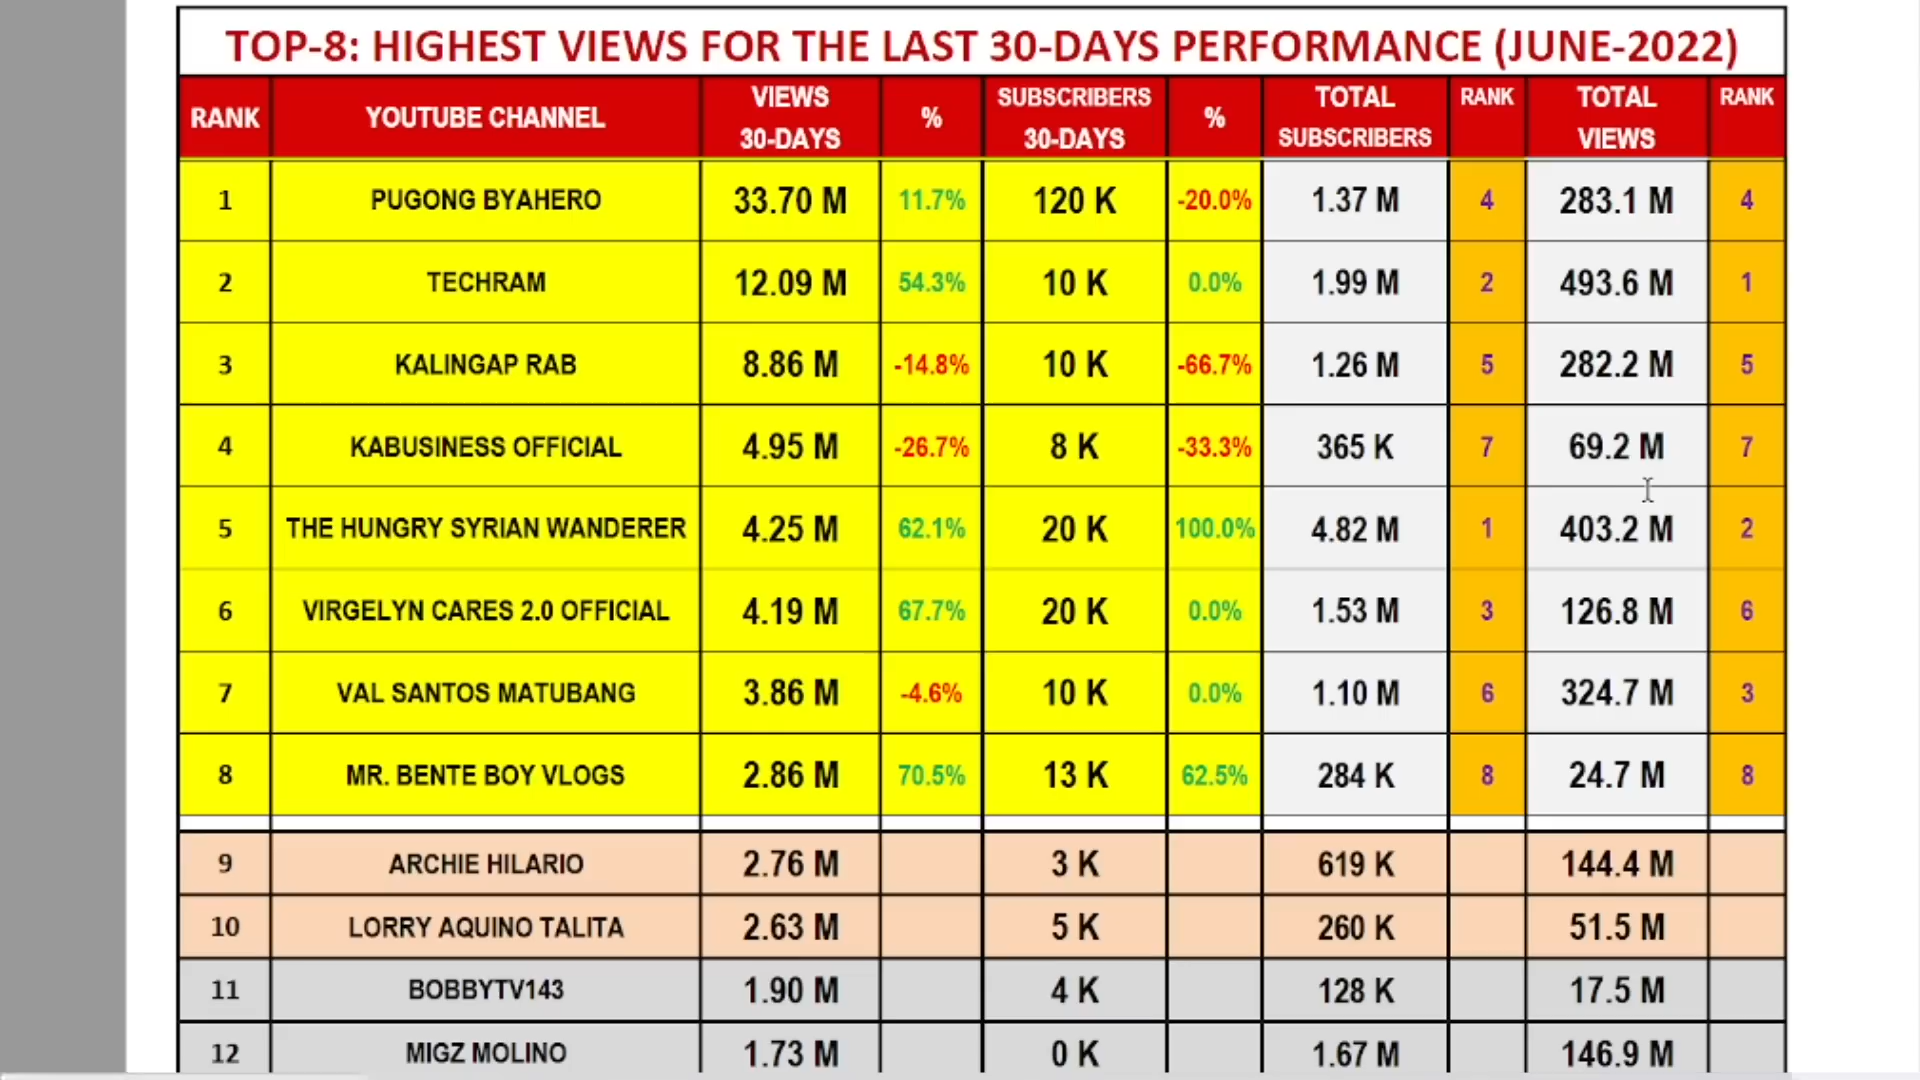 TOP-8: HIGHEST VIEWS FOR THE LAST 30-DAYS PERFORMANCE (JUNE-2022)
RANK YOUTUBE CHANNEL VIEWS 30-DAYS % SUBSCRIBERS 30-DAYS % TOTAL SUBSCRIBERS RANK TOTAL VIEWS RANK
1 PUGONG BYAHERO 33.70 M 11.7% 120 K -20.0% 1.37 M 4 283.1 M 4
2 TECHRAM 12.09 M 54.3% 10 K 0.0% 1.99 M 2 493.6 M 1
3 KALINGAP RAB 8.86 M -14.8% 10 K -66.7% 1.26 M 5 282.2 M 5
4 KABUSINESS OFFICIAL 4.95 M -26.7% 8 K -33.3% 365 K 7 69.2 M 7
5 THE HUNGRY SYRIAN WANDERER 4.25 M 62.1% 20 K 100.0% 4.82 M 1 403.2 M 2
6 VIRGELYN CARES 2.0 OFFICIAL 4.19 M 67.7% 20 K 0.0% 1.53 M 3 126.8 M 6
7 VAL SANTOS MATUBANG 3.86 M -4.6% 10 K 0.0% 1.10 M 6 324.7 M 3
8 MR. BENTE BOY VLOGS 2.86 M 70.5% 13 K 62.5% 284 K 8 24.7 M 8
9 ARCHIE HILARIO 2.76 M 3 K 619 K 144.4 M
10 LORRY AQUINO TALITA 2.63 M 5 K 260 K 51.5 M
11 BOBBYTV143 1.90 M 4 K 128 K 17.5 M
12 MIGZ MOLINO 1.73 M 0 K 1.67 M 146.9 M